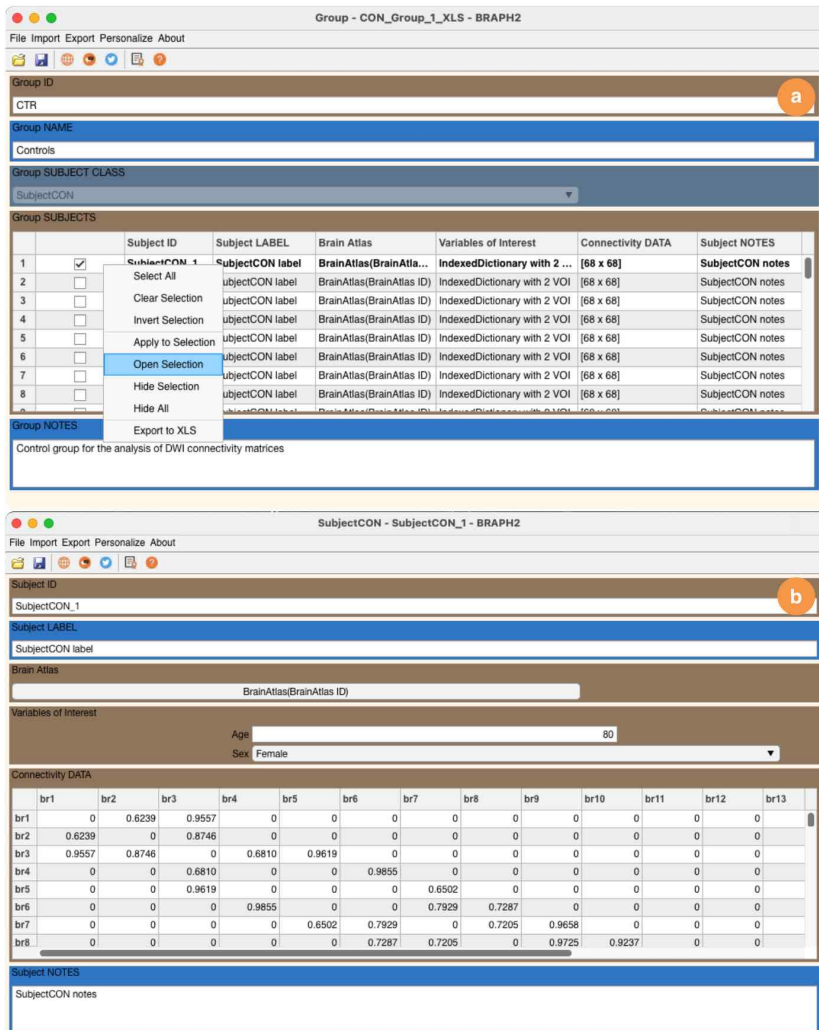 Group - CON_Group_1_XLS - BRAPH2
File Import Export Personalize About
Group ID
a
CTR
Group NAME
Controls
Group SUBJECT CLASS
SubjectCON
Group SUBJECTS
Subject ID Subject LABEL Brain Atlas Variables of Interest Connectivity DATA Subject NOTES
1 SubjectCON_1 SubjectCON label BrainAtlas(BrainAtla... IndexedDictionary with 2 ... [68 x 68] SubjectCON notes
2 ubjectCON label BrainAtlas(BrainAtlas ID) IndexedDictionary with 2 VOI [68 x 68] SubjectCON notes
3 ubjectCON label BrainAtlas(BrainAtlas ID) IndexedDictionary with 2 VOI [68 x 68] SubjectCON notes
4 ubjectCON label BrainAtlas(BrainAtlas ID) IndexedDictionary with 2 VOI [68 x 68] SubjectCON notes
5 ubjectCON label BrainAtlas(BrainAtlas ID) IndexedDictionary with 2 VOI [68 x 68] SubjectCON notes
6 ubjectCON label BrainAtlas(BrainAtlas ID) IndexedDictionary with 2 VOI [68 x 68] SubjectCON notes
7 ubjectCON label BrainAtlas(BrainAtlas ID) IndexedDictionary with 2 VOI [68 x 68] SubjectCON notes
8 ubjectCON label BrainAtlas(BrainAtlas ID) IndexedDictionary with 2 VOI [68 x 68] SubjectCON notes
Select All
Clear Selection
Invert Selection
Apply to Selection
Open Selection
Hide Selection
Hide All
Export to XLS
Group NOTES
Control group for the analysis of DWI connectivity matrices
SubjectCON - SubjectCON_1 - BRAPH2
File Import Export Personalize About
Subject ID
b
SubjectCON_1
Subject LABEL
SubjectCON label
Brain Atlas
BrainAtlas(BrainAtlas ID)
Variables of Interest
Age 80
Sex Female
Connectivity DATA
br1 br2 br3 br4 br5 br6 br7 br8 br9 br10 br11 br12 br13
br1 0 0.6239 0.9557 0 0 0 0 0 0 0 0 0
br2 0.6239 0 0.8746 0 0 0 0 0 0 0 0 0
br3 0.9557 0.8746 0 0.6810 0.9619 0 0 0 0 0 0 0
br4 0 0 0.6810 0 0 0.9855 0 0 0 0 0 0
br5 0 0 0.9619 0 0 0 0.6502 0 0 0 0 0
br6 0 0 0 0.9855 0 0 0.7929 0.7287 0 0 0 0
br7 0 0 0 0 0.6502 0.7929 0 0.7205 0.9658 0 0 0
br8 0 0 0 0 0 0.7287 0.7205 0 0.9725 0.9237 0 0
Subject NOTES
SubjectCON notes